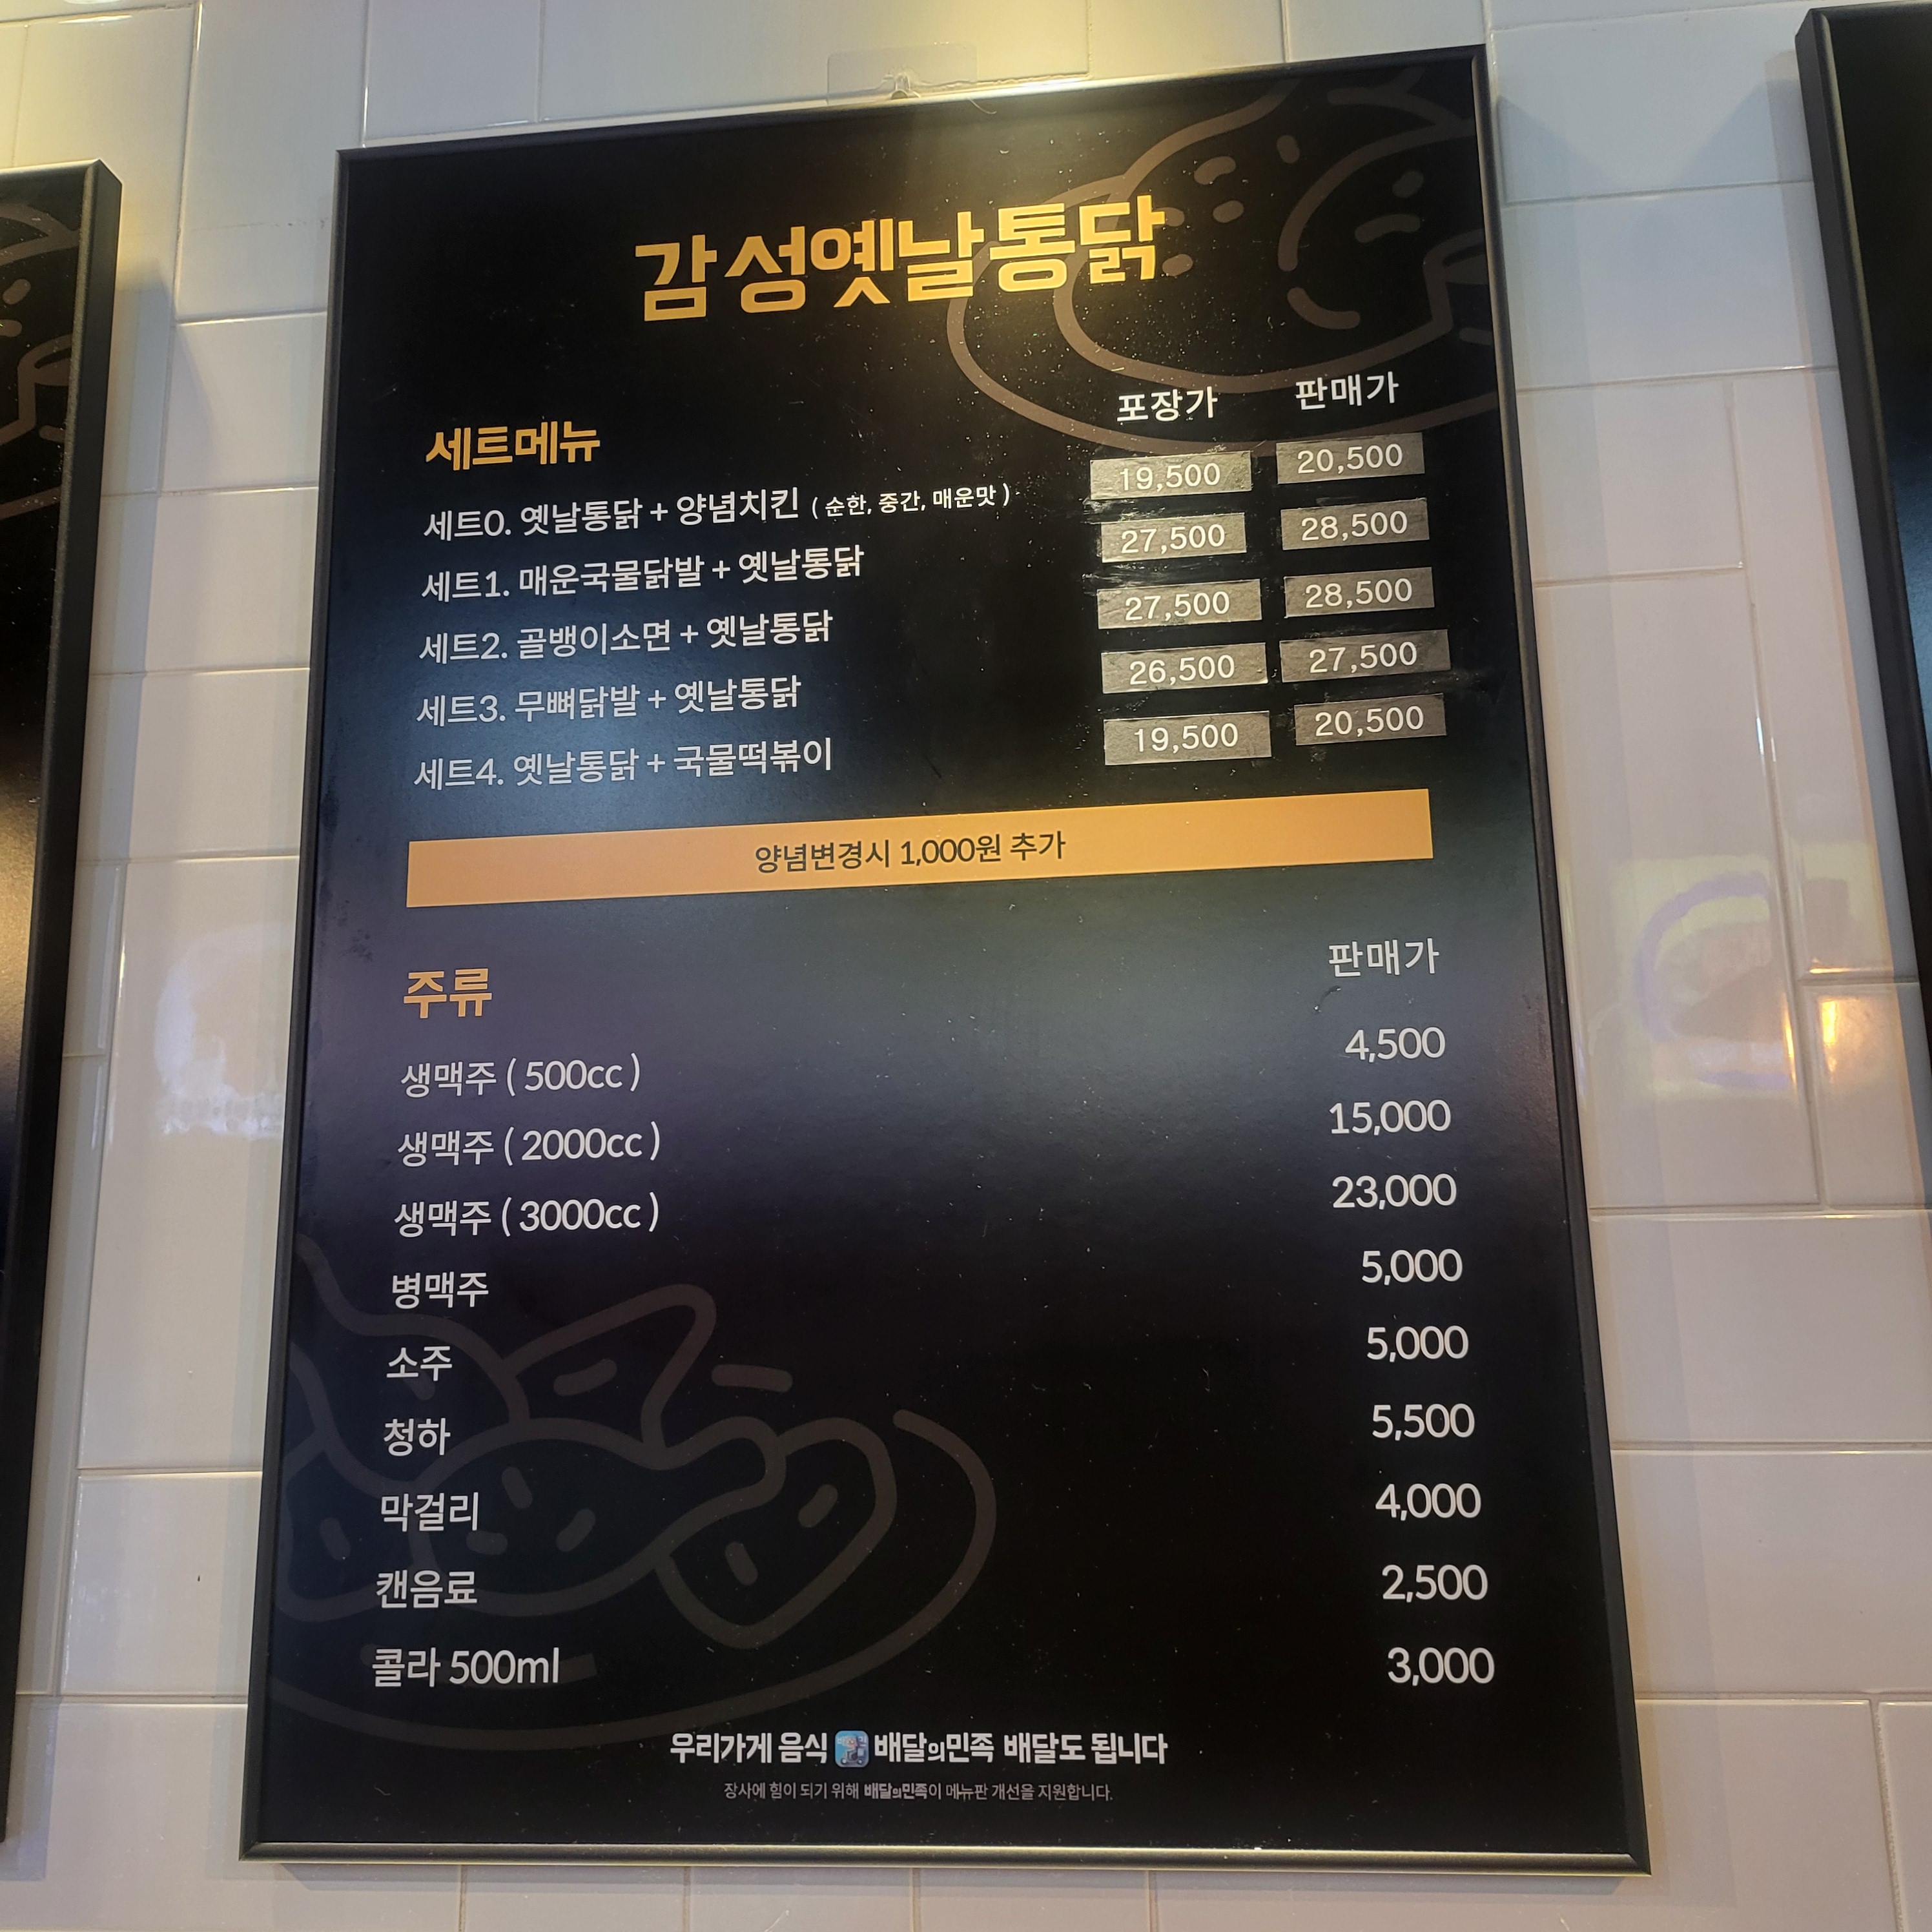 감성옛날통닭
세트메뉴 포장가 판매가
세트0. 옛날통닭 + 양념치킨 ( 순한, 중간, 매운맛 ) 19,500 20,500
세트1. 매운국물닭발 + 옛날통닭 27,500 28,500
세트2. 골뱅이소면 + 옛날통닭 27,500 28,500
세트3. 무뼈닭발 + 옛날통닭 26,500 27,500
세트4. 옛날통닭 + 국물떡볶이 19,500 20,500
양념변경시 1,000원 추가
주류 판매가
생맥주 ( 500cc ) 4,500
생맥주 ( 2000cc ) 15,000
생맥주 ( 3000cc ) 23,000
병맥주 5,000
소주 5,000
청하 5,500
막걸리 4,000
캔음료 2,500
콜라 500ml 3,000
우리가게 음식 배달의민족 배달도 됩니다
장사에 힘이 되기 위해 배달의민족이 메뉴판 개선을 지원합니다.